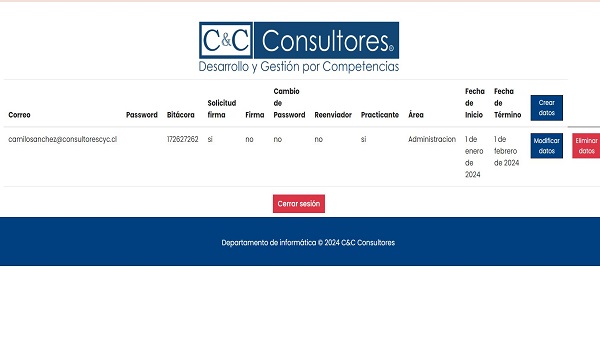 C&C Consultores®
Desarrollo y Gestión por Competencias
Correo Password Bitácora Solicitud firma Firma Cambio de Password Reenviador Practicante Área Fecha de Inicio Fecha de Término Crear datos
camilosanchez@consultorescyc.cl 172627262 si no no no si Administracion 1 de enero de 2024 1 de febrero de 2024 Modificar datos Eliminar datos
Cerrar sesión
Departamento de informática © 2024 C&C Consultores